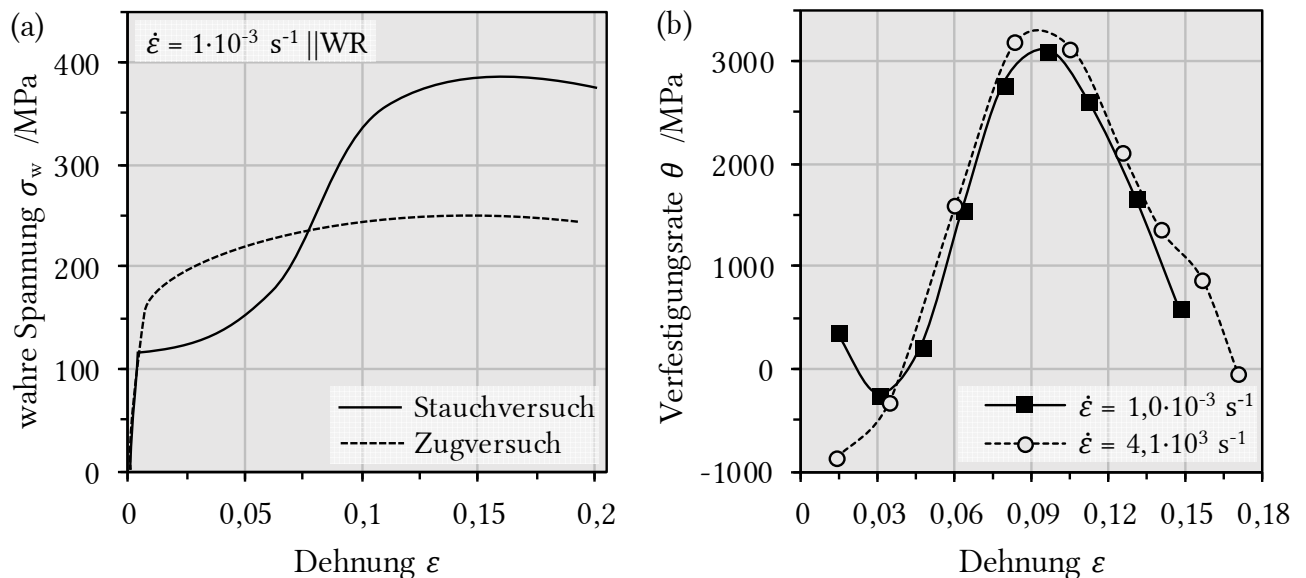 (a)
ε̇ = 1·10⁻³ s⁻¹ ||WR
wahre Spannung σw /MPa
400
300
200
100
0
Stauchversuch
Zugversuch
0 0,05 0,1 0,15 0,2
Dehnung ε
(b)
Verfestigungsrate θ /MPa
3000
2000
1000
0
-1000
ε̇ = 1,0·10⁻³ s⁻¹
ε̇ = 4,1·10³ s⁻¹
0 0,03 0,06 0,09 0,12 0,15 0,18
Dehnung ε